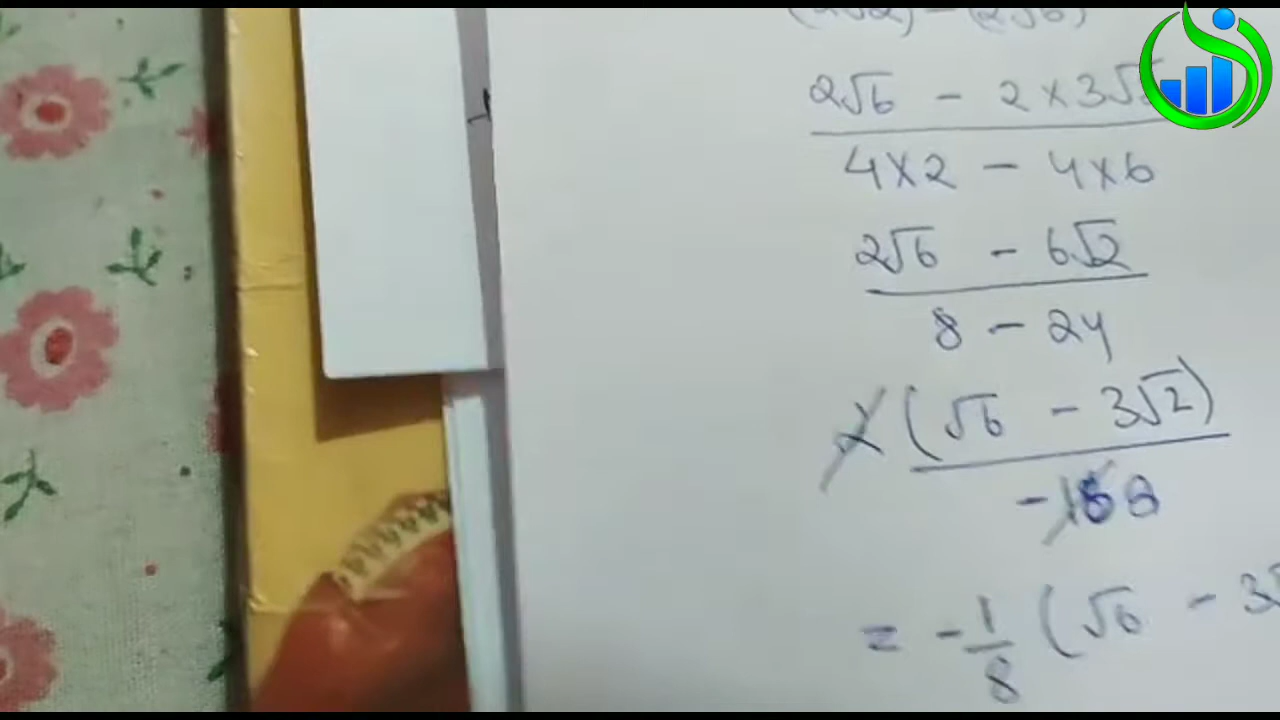 2√6 - 2×3√2
4×2 - 4×6
2√6 - 6√2
8 - 24
2 (√6 - 3√2)
-16 8
= -1/8 (√6 - 3√